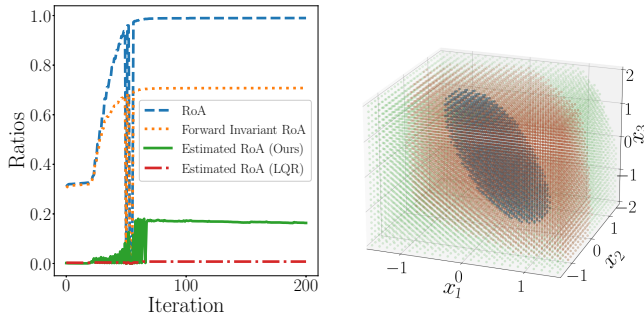 1.0
0.8
0.6
0.4
0.2
0.0
Ratios
RoA
Forward Invariant RoA
Estimated RoA (Ours)
Estimated RoA (LQR)
0
100
200
Iteration
2
1
0
−1
−2
x3
−1
0
1
x1
−1
0
1
x2